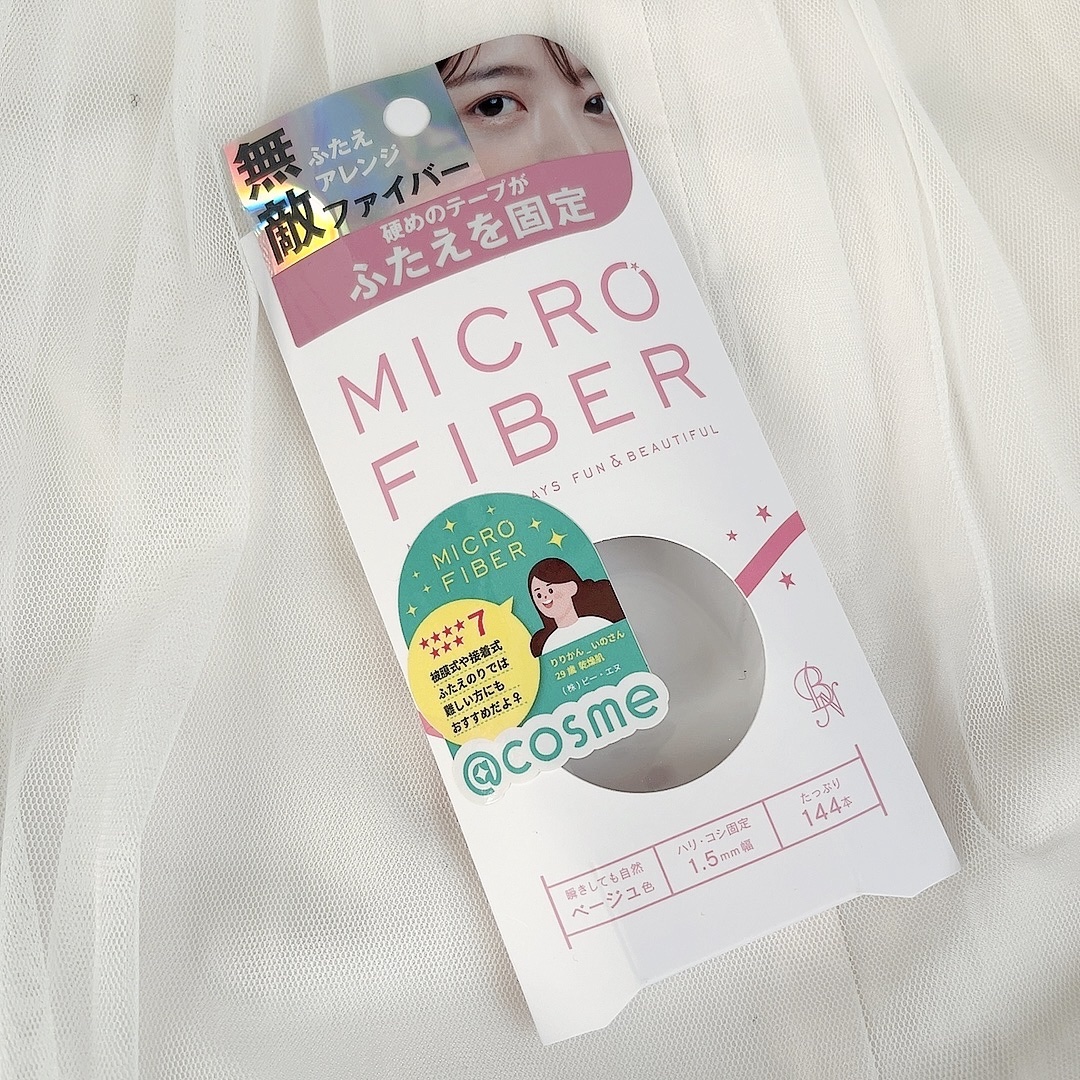 無敵
ふたえ
アレンジ
ファイバー
硬めのテープが
ふたえを固定
MICRO
FIBER
AYS FUN & BEAUTIFUL
MICRO
FIBER
★★★★
★★★ 7
被膜式や接着式
ふたえのりでは
難しい方にも
おすすめだよ♀
りりかん_いのさん
29歳 乾燥肌
(株)ビー・エヌ
@cosme
BN
瞬きしても自然
ベージュ色
ハリ・コシ固定
1.5mm幅
たっぷり
144本